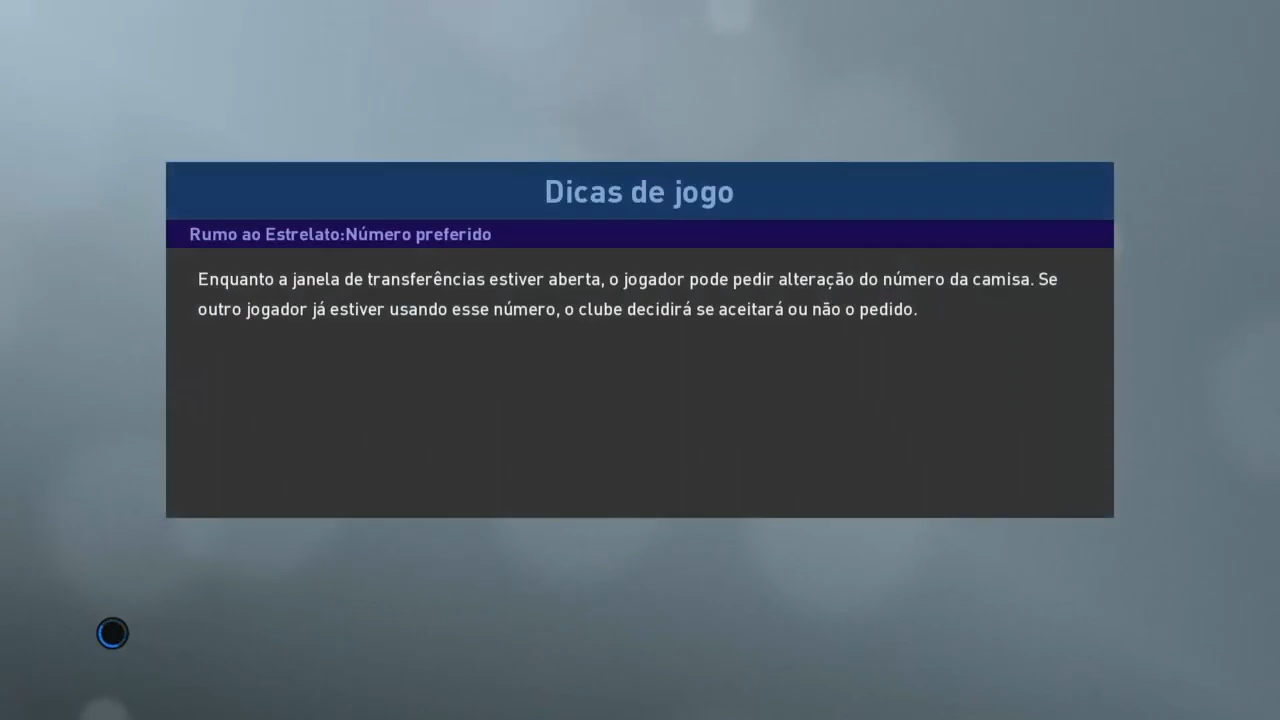 Dicas de jogo
Rumo ao Estrelato:Número preferido
Enquanto a janela de transferências estiver aberta, o jogador pode pedir alteração do número da camisa. Se
outro jogador já estiver usando esse número, o clube decidirá se aceitará ou não o pedido.